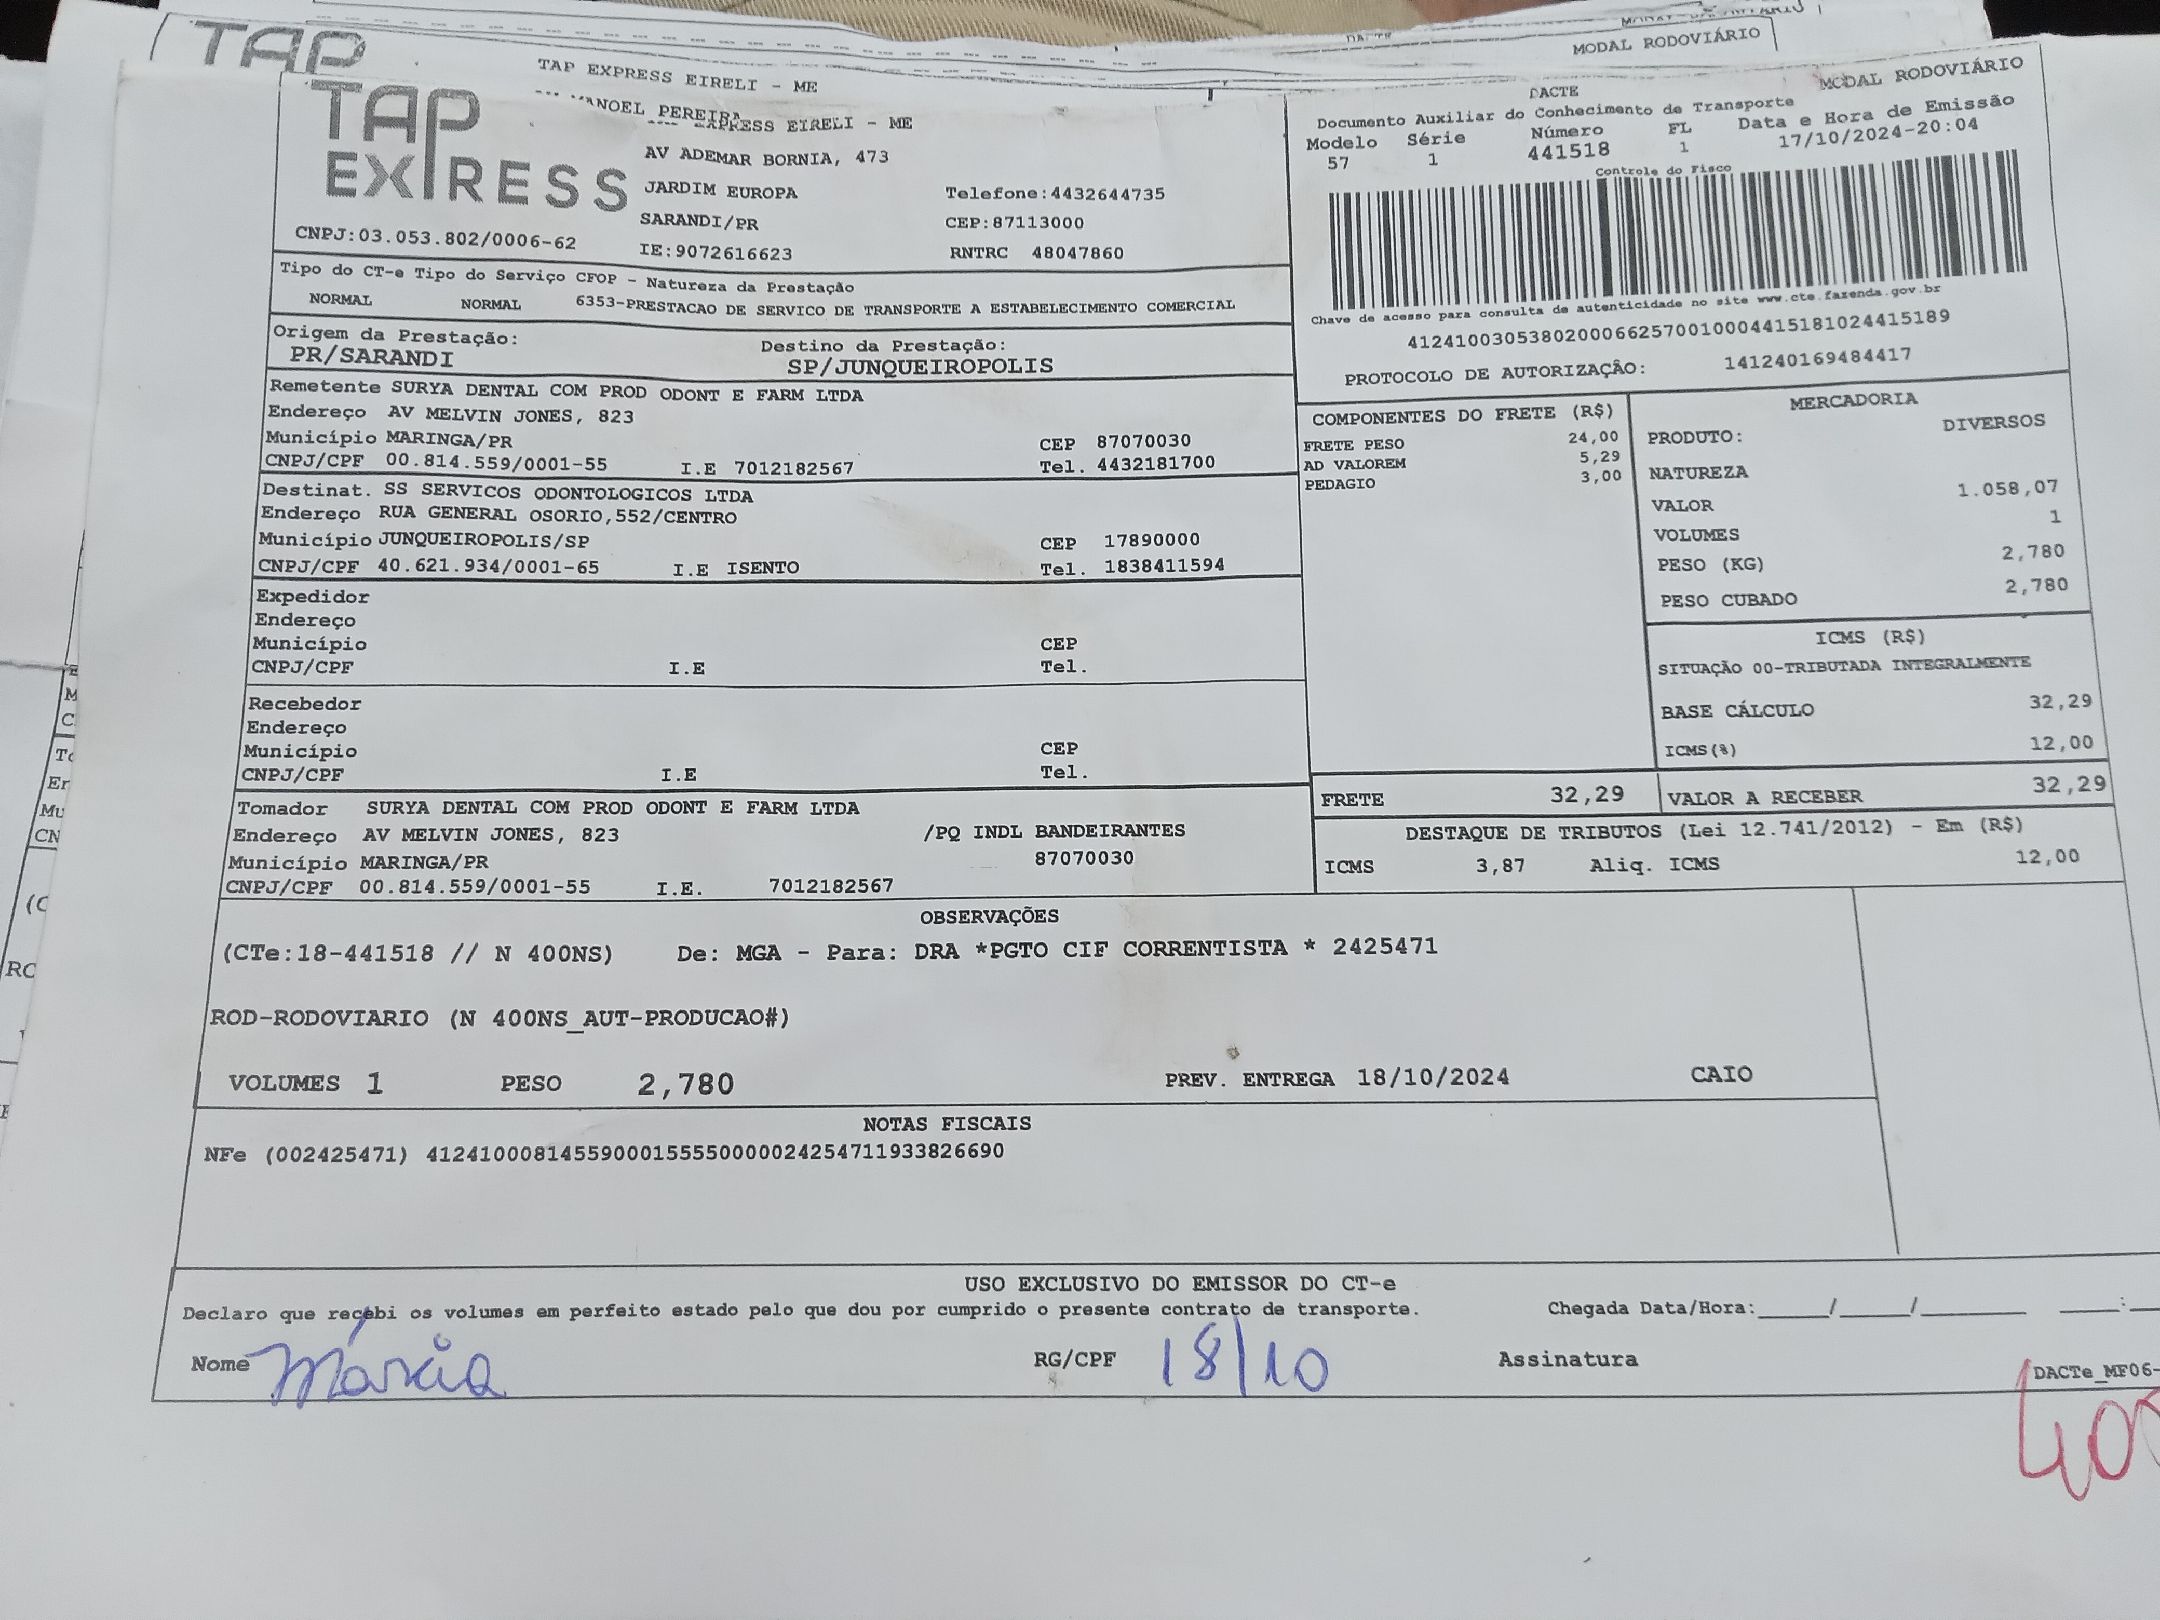 MODAL RODOVIÁRIO
TAP
TAP EXPRESS EIRELI - ME
MODAL RODOVIÁRIO
TAP EXPRESS
EXPRESS EIRELI - ME
AV ADEMAR BORNIA, 473
JARDIM EUROPA Telefone:4432644735
SARANDI/PR CEP:87113000
CNPJ:03.053.802/0006-62 IE:9072616623 RNTRC 48047860
DACTE
Documento Auxiliar do Conhecimento de Transporte
Modelo Série Número FL Data e Hora de Emissão
57 1 441518 1 17/10/2024-20:04
Controle do Fisco
Chave de acesso para consulta de autenticidade no site www.cte.fazenda.gov.br
41241003053802000662570010004415181024415189
PROTOCOLO DE AUTORIZAÇÃO: 141240169484417
Tipo do CT-e Tipo do Serviço CFOP - Natureza da Prestação
NORMAL NORMAL 6353-PRESTACAO DE SERVICO DE TRANSPORTE A ESTABELECIMENTO COMERCIAL
Origem da Prestação: Destino da Prestação:
PR/SARANDI SP/JUNQUEIROPOLIS
Remetente SURYA DENTAL COM PROD ODONT E FARM LTDA
Endereço AV MELVIN JONES, 823
Município MARINGA/PR CEP 87070030
CNPJ/CPF 00.814.559/0001-55 I.E 7012182567 Tel. 4432181700
Destinat. SS SERVICOS ODONTOLOGICOS LTDA
Endereço RUA GENERAL OSORIO,552/CENTRO
Município JUNQUEIROPOLIS/SP CEP 17890000
CNPJ/CPF 40.621.934/0001-65 I.E ISENTO Tel. 1838411594
Expedidor
Endereço
Município CEP
CNPJ/CPF I.E Tel.
Recebedor
Endereço
Município CEP
CNPJ/CPF I.E Tel.
Tomador SURYA DENTAL COM PROD ODONT E FARM LTDA
Endereço AV MELVIN JONES, 823 /PQ INDL BANDEIRANTES
Município MARINGA/PR 87070030
CNPJ/CPF 00.814.559/0001-55 I.E. 7012182567
COMPONENTES DO FRETE (R$)
FRETE PESO 24,00
AD VALOREM 5,29
PEDAGIO 3,00
MERCADORIA
PRODUTO: DIVERSOS
NATUREZA
VALOR 1.058,07
VOLUMES 1
PESO (KG) 2,780
PESO CUBADO 2,780
ICMS (R$)
SITUAÇÃO 00-TRIBUTADA INTEGRALMENTE
BASE CÁLCULO 32,29
ICMS(%) 12,00
FRETE 32,29 VALOR A RECEBER 32,29
DESTAQUE DE TRIBUTOS (Lei 12.741/2012) - Em (R$)
ICMS 3,87 Aliq. ICMS 12,00
OBSERVAÇÕES
(CTe:18-441518 // N 400NS) De: MGA - Para: DRA *PGTO CIF CORRENTISTA * 2425471
ROD-RODOVIARIO (N 400NS_AUT-PRODUCAO#)
VOLUMES 1 PESO 2,780 PREV. ENTREGA 18/10/2024 CAIO
NOTAS FISCAIS
NFe (002425471) 41241000814559000155550000024254711933826690
USO EXCLUSIVO DO EMISSOR DO CT-e
Declaro que recebi os volumes em perfeito estado pelo que dou por cumprido o presente contrato de transporte. Chegada Data/Hora:_____/_____/_______ ____:__
Nome Márcia RG/CPF 18/10 Assinatura
DACTe_MF06-